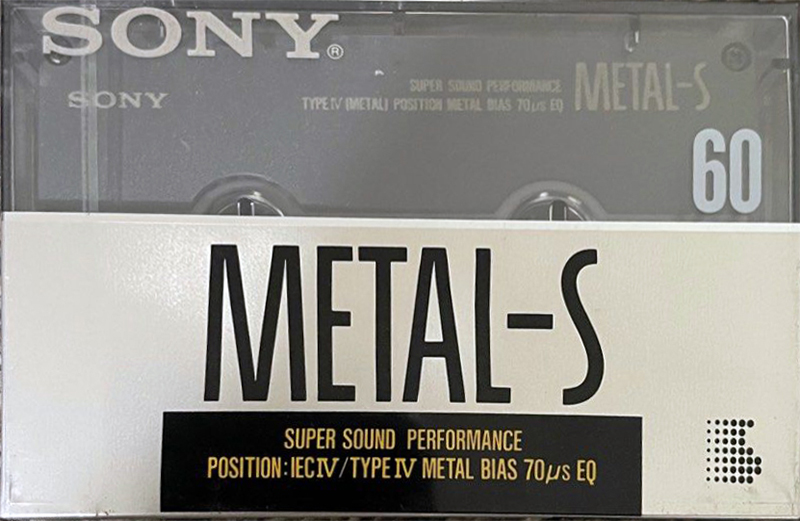 SONY®
SONY
SUPER SOUND PERFORMANCE
TYPE IV (METAL) POSITION METAL BIAS 70μs EQ
METAL-S
60
METAL-S
SUPER SOUND PERFORMANCE
POSITION: IEC IV/TYPE IV METAL BIAS 70μs EQ